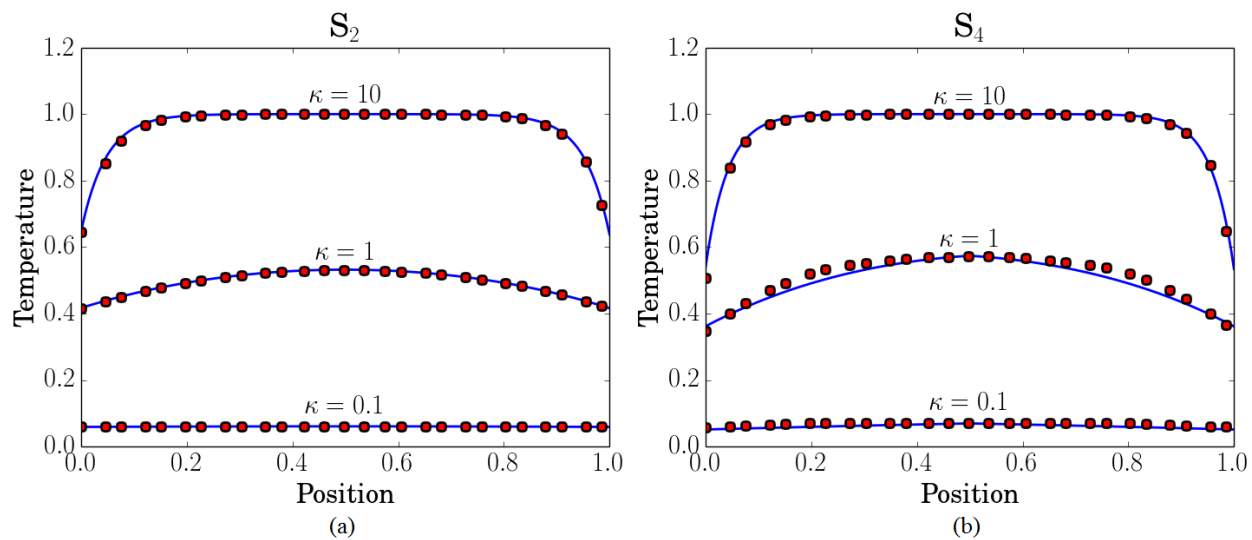 S₂
1.2
1.0
0.8
0.6
0.4
0.2
0.0
Temperature
κ = 10
κ = 1
κ = 0.1
0.0 0.2 0.4 0.6 0.8 1.0
Position
(a)
S₄
1.2
1.0
0.8
0.6
0.4
0.2
0.0
Temperature
κ = 10
κ = 1
κ = 0.1
0.0 0.2 0.4 0.6 0.8 1.0
Position
(b)